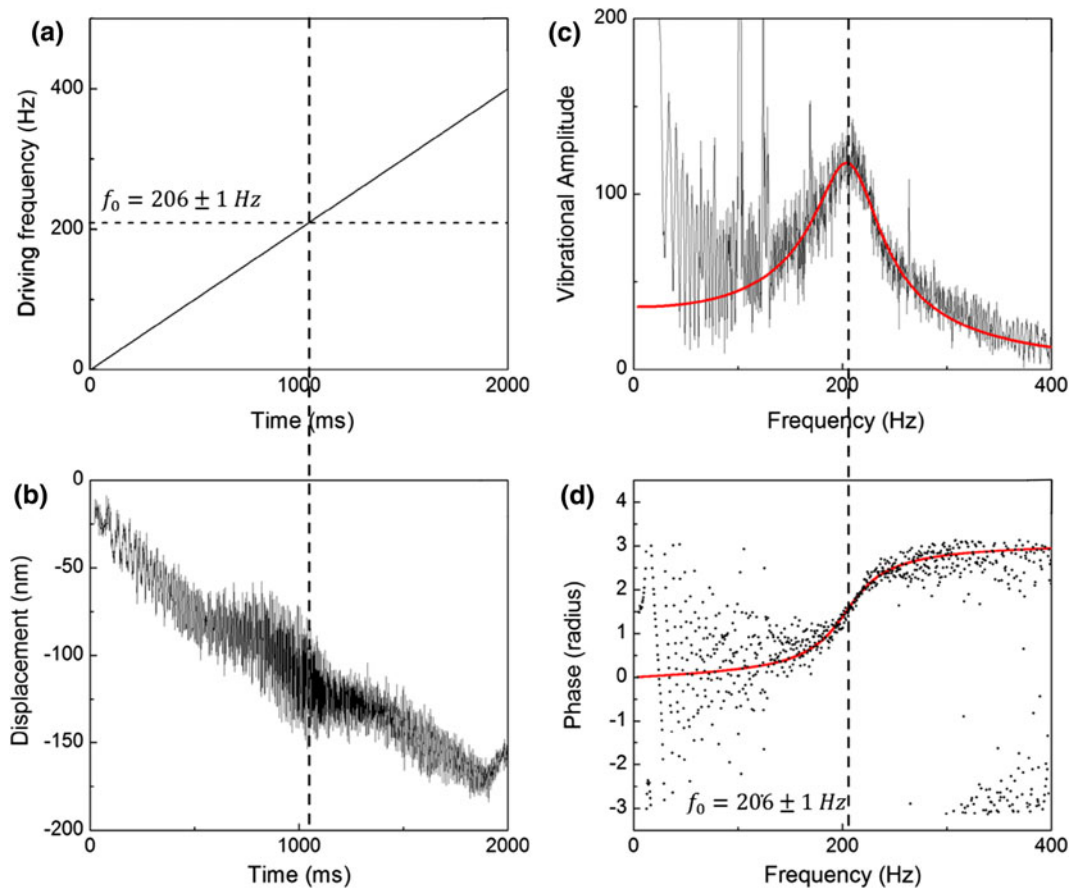 (a)
Driving frequency (Hz)
400
200
0
f₀ = 206 ± 1 Hz
0 1000 2000
Time (ms)
(c)
Vibrational Amplitude
200
100
0
0 200 400
Frequency (Hz)
(b)
Displacement (nm)
0
-50
-100
-150
-200
0 1000 2000
Time (ms)
(d)
Phase (radius)
4
3
2
1
0
-1
-2
-3
f₀ = 206 ± 1 Hz
0 200 400
Frequency (Hz)